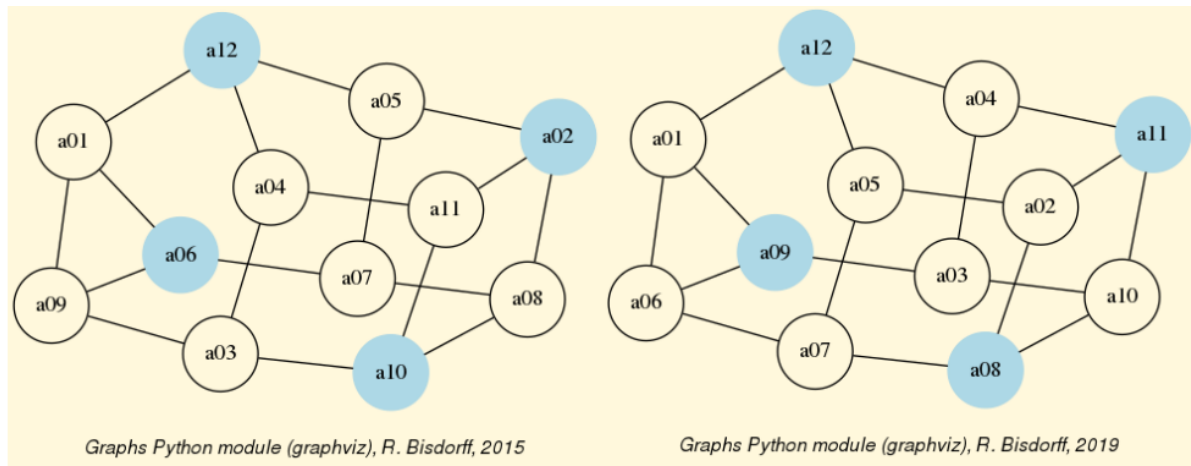 a12
a05
a02
a01
a04
a11
a06
a07
a09
a08
a03
a10
Graphs Python module (graphviz), R. Bisdorff, 2015
a12
a04
a11
a01
a05
a02
a09
a03
a06
a10
a07
a08
Graphs Python module (graphviz), R. Bisdorff, 2019